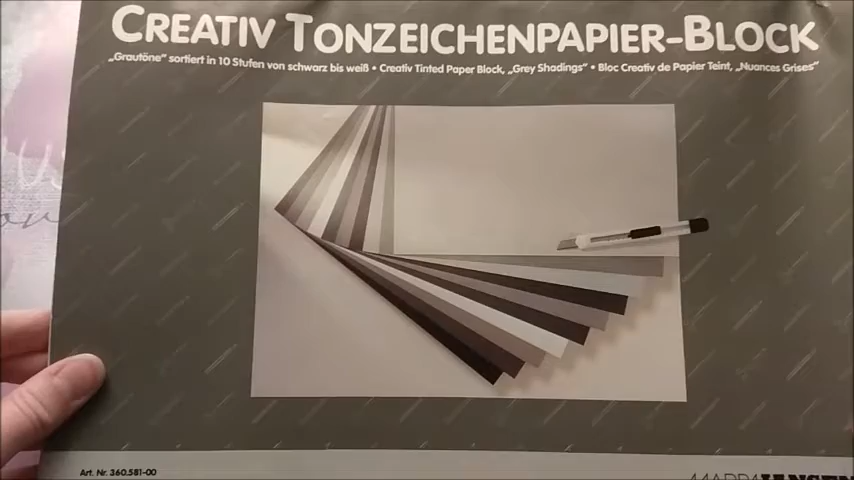 CREATIV TONZEICHENPAPIER-BLOCK
„Grautöne" sortiert in 10 Stufen von schwarz bis weiß • Creativ Tinted Paper Block, „Grey Shadings" • Bloc Creativ de Papier Teint, „Nuances Grises"
Art. Nr. 360.581-00